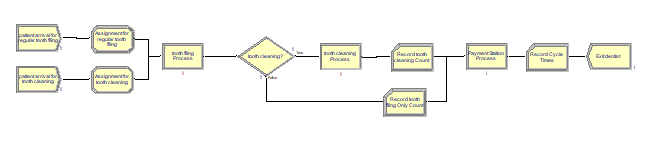 patient arrival for
regular tooth filing
Assignment for
regular tooth
filing
patient arrival for
tooth cleaning
Assignment for
tooth cleaning
tooth filing
Process
tooth cleaning?
True
False
tooth cleaning
Process
Record tooth
cleaning Count
Record tooth
filing Only Count
Payment Station
Process
Record Cycle
Times
Exit dentist